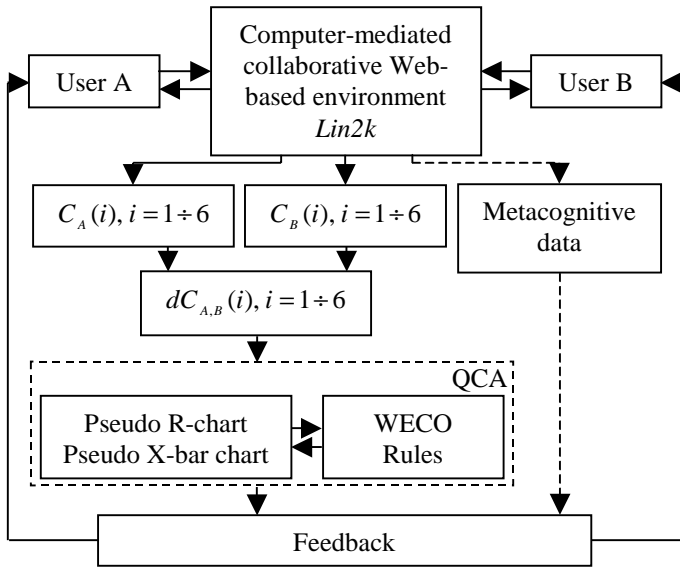 Computer-mediated
collaborative Web-
based environment
Lin2k
User A
User B
C_A(i), i = 1 ÷ 6
C_B(i), i = 1 ÷ 6
Metacognitive
data
dC_{A,B}(i), i = 1 ÷ 6
QCA
Pseudo R-chart
Pseudo X-bar chart
WECO
Rules
Feedback